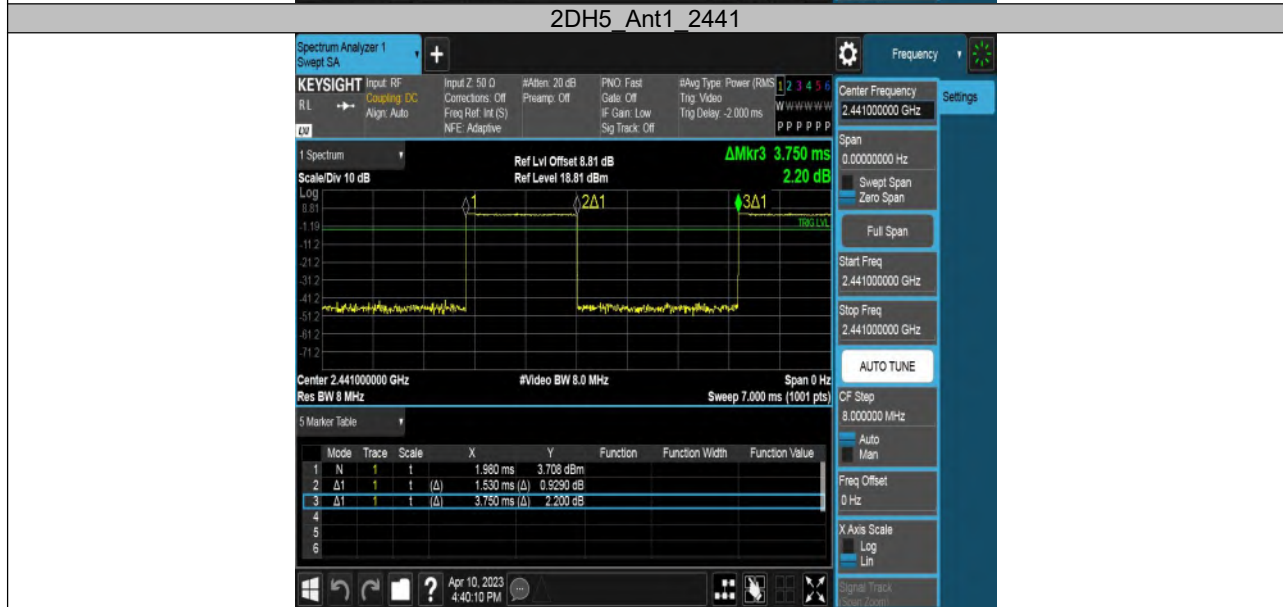 2DH5_Ant1_2441
Spectrum Analyzer 1
Swept SA
+
Frequency
KEYSIGHT
Input: RF
Coupling: DC
Align: Auto
RL
LXI
Input Z: 50 Ω
Corrections: Off
Freq Ref: Int (S)
NFE: Adaptive
#Atten: 20 dB
Preamp: Off
PNO: Fast
Gate: Off
IF Gain: Low
Sig Track: Off
#Avg Type: Power (RMS
Trig: Video
Trig Delay: -2.000 ms
1 2 3 4 5 6
W W W W W W
P P P P P P
Center Frequency
2.441000000 GHz
Settings
1 Spectrum
Ref Lvl Offset 8.81 dB
ΔMkr3 3.750 ms
Scale/Div 10 dB
Ref Level 18.81 dBm
2.20 dB
Log
1
2Δ1
3Δ1
TRIG LVL
8.81
-1.19
-11.2
-21.2
-31.2
-41.2
-51.2
-61.2
-71.2
Center 2.441000000 GHz
#Video BW 8.0 MHz
Span 0 Hz
Res BW 8 MHz
Sweep 7.000 ms (1001 pts)
Span
0.00000000 Hz
Swept Span
Zero Span
Full Span
Start Freq
2.441000000 GHz
Stop Freq
2.441000000 GHz
AUTO TUNE
CF Step
8.000000 MHz
Auto
Man
Freq Offset
0 Hz
X Axis Scale
Log
Lin
Signal Track
(Span Zoom)
5 Marker Table
Mode Trace Scale X Y Function Function Width Function Value
1 N 1 t 1.980 ms 3.708 dBm
2 Δ1 1 t (Δ) 1.530 ms (Δ) 0.9290 dB
3 Δ1 1 t (Δ) 3.750 ms (Δ) 2.200 dB
4
5
6
?
Apr 10, 2023
4:40:10 PM